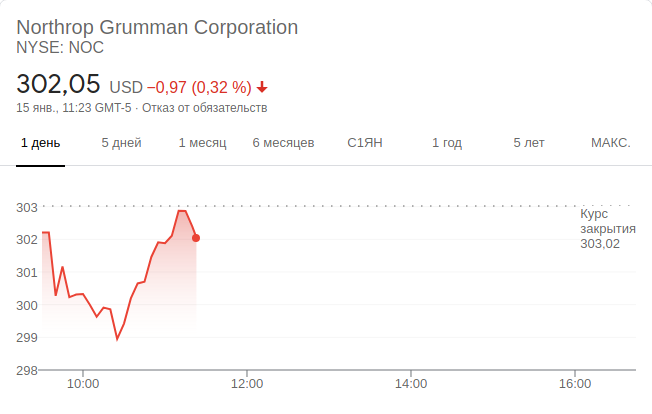 Northrop Grumman Corporation
NYSE: NOC
302,05 USD −0,97 (0,32 %)
15 янв., 11:23 GMT-5 · Отказ от обязательств
1 день 5 дней 1 месяц 6 месяцев С1ЯН 1 год 5 лет МАКС.
303
Курс
закрытия
303,02
302
301
300
299
298
10:00 12:00 14:00 16:00